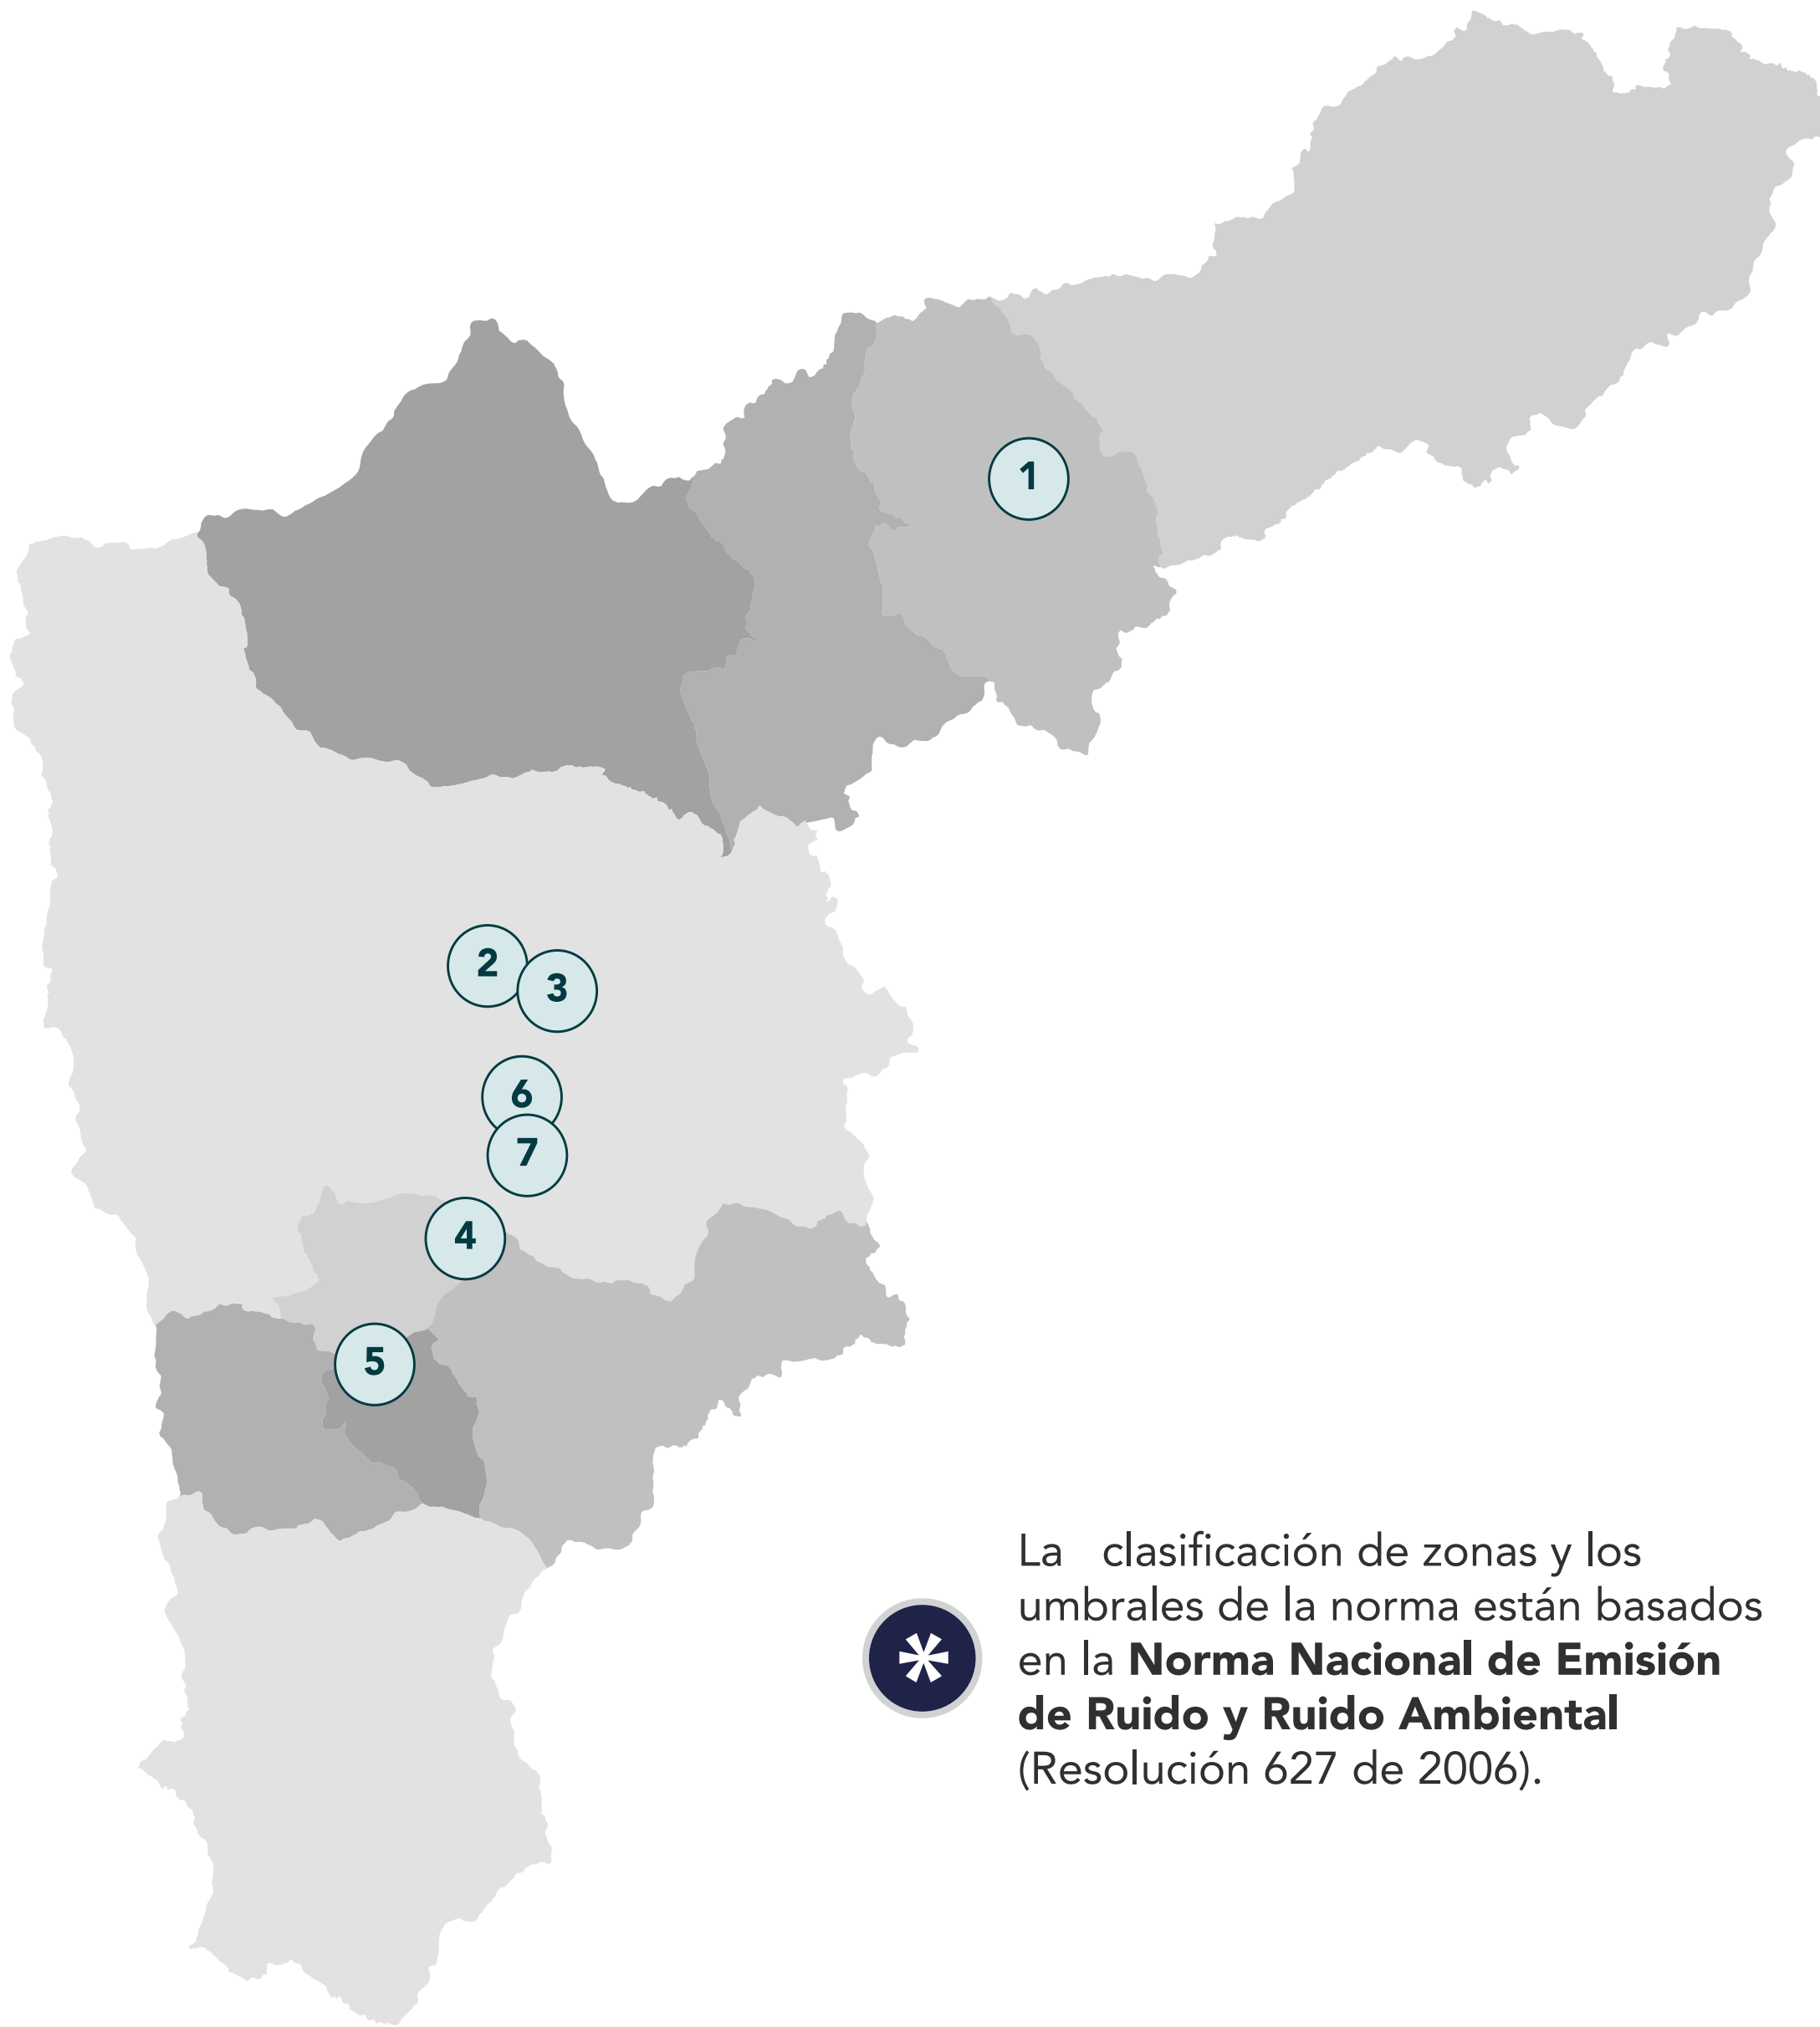 1
2
3
6
7
4
5
La clasificación de zonas y los
umbrales de la norma están basados
en la Norma Nacional de Emisión
de Ruido y Ruido Ambiental
(Resolución 627 de 2006).